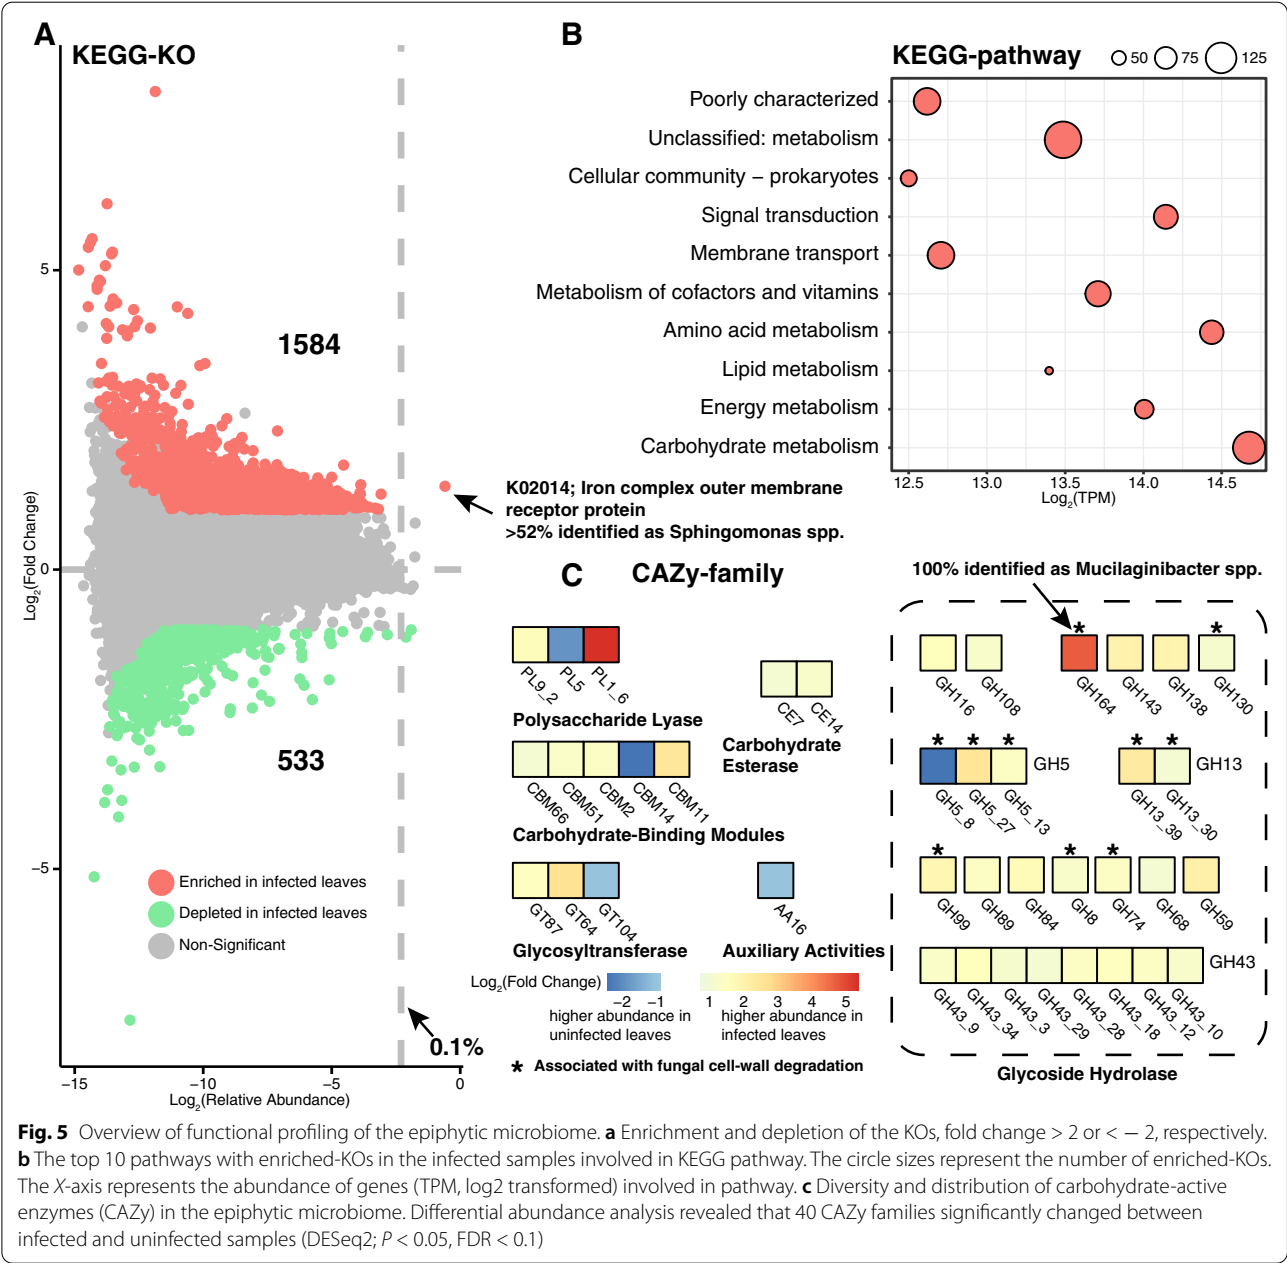 A
KEGG-KO
5
0
−5
Log2(Fold Change)
1584
533
Enriched in infected leaves
Depleted in infected leaves
Non-Significant
0.1%
−15
−10
−5
0
Log2(Relative Abundance)
K02014; Iron complex outer membrane
receptor protein
>52% identified as Sphingomonas spp.
B
KEGG-pathway
50
75
125
Poorly characterized
Unclassified: metabolism
Cellular community − prokaryotes
Signal transduction
Membrane transport
Metabolism of cofactors and vitamins
Amino acid metabolism
Lipid metabolism
Energy metabolism
Carbohydrate metabolism
12.5
13.0
13.5
14.0
14.5
Log2(TPM)
C
CAZy-family
PL9_2
PL5
PL1_6
Polysaccharide Lyase
CE7
CE14
Carbohydrate
Esterase
CBM66
CBM51
CBM2
CBM14
CBM11
Carbohydrate-Binding Modules
GT87
GT64
GT104
Glycosyltransferase
AA16
Auxiliary Activities
Log2(Fold Change)
−2
−1
1
2
3
4
5
higher abundance in
uninfected leaves
higher abundance in
infected leaves
* Associated with fungal cell-wall degradation
100% identified as Mucilaginibacter spp.
* *
GH116
GH108
GH164
GH143
GH138
GH130
* * *
GH5
* *
GH13
GH5_8
GH5_27
GH5_13
GH13_39
GH13_30
* * *
GH99
GH89
GH84
GH8
GH74
GH68
GH59
GH43
GH43_9
GH43_34
GH43_3
GH43_29
GH43_28
GH43_18
GH43_12
GH43_10
Glycoside Hydrolase
Fig. 5 Overview of functional profiling of the epiphytic microbiome. a Enrichment and depletion of the KOs, fold change > 2 or < − 2, respectively.
b The top 10 pathways with enriched-KOs in the infected samples involved in KEGG pathway. The circle sizes represent the number of enriched-KOs.
The X-axis represents the abundance of genes (TPM, log2 transformed) involved in pathway. c Diversity and distribution of carbohydrate-active
enzymes (CAZy) in the epiphytic microbiome. Differential abundance analysis revealed that 40 CAZy families significantly changed between
infected and uninfected samples (DESeq2; P < 0.05, FDR < 0.1)